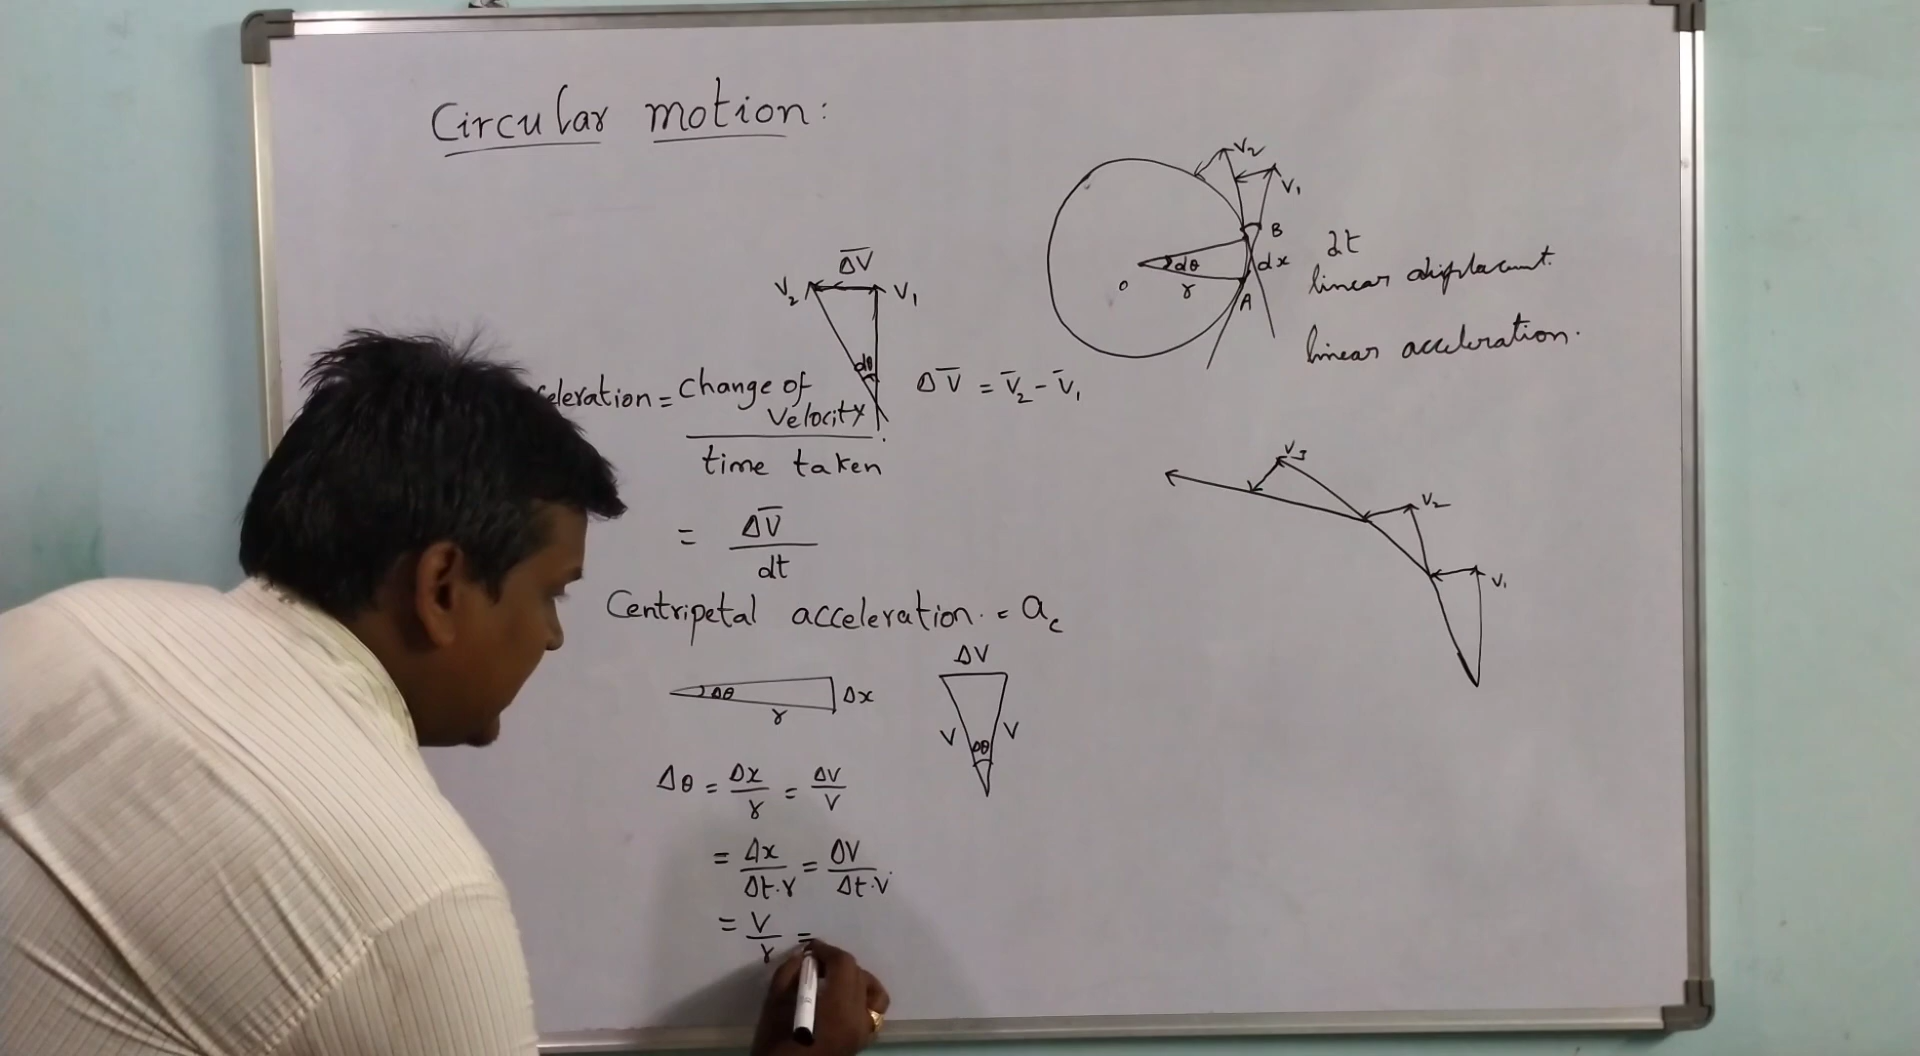 Circular motion:
V₂
V₁
B
dθ
dx
O
r
A
dt
linear displacement.
linear acceleration.
ΔV̅
V₂
V₁
dθ
eleration = Change of Velocity
time taken
ΔV̅ = V̅₂ - V̅₁
= ΔV̅
dt
Centripetal acceleration. = a꜀
Δθ
r
Δx
ΔV
V
V
Δθ
Δθ = Δx/r = ΔV/V
= Δx/Δt·r = ΔV/Δt·V
= V/r =
V₃
V₂
V₁